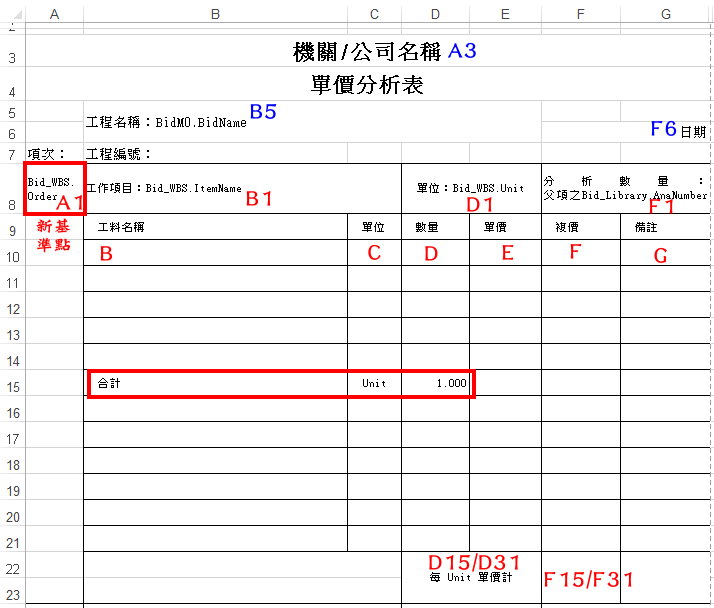 A B C D E F G
2
3 機關/公司名稱 A3
4 單價分析表
5 B5
工程名稱：BidMO.BidName
6 F6 日期
7 項次： 工程編號：
Bid_WBS. 分析數量：
Order 工作項目：Bid_WBS.ItemName 單位：Bid_WBS.Unit 父項之Bid_Library.AnaNumber
8 A1 B1 D1 F1
9 新基 工料名稱 單位 數量 單價 複價 備註
10 準點 B C D E F G
11
12
13
14
15 合計 Unit 1.000
16
17
18
19
20
21
22 D15/D31
每 Unit 單價計 F15/F31
23